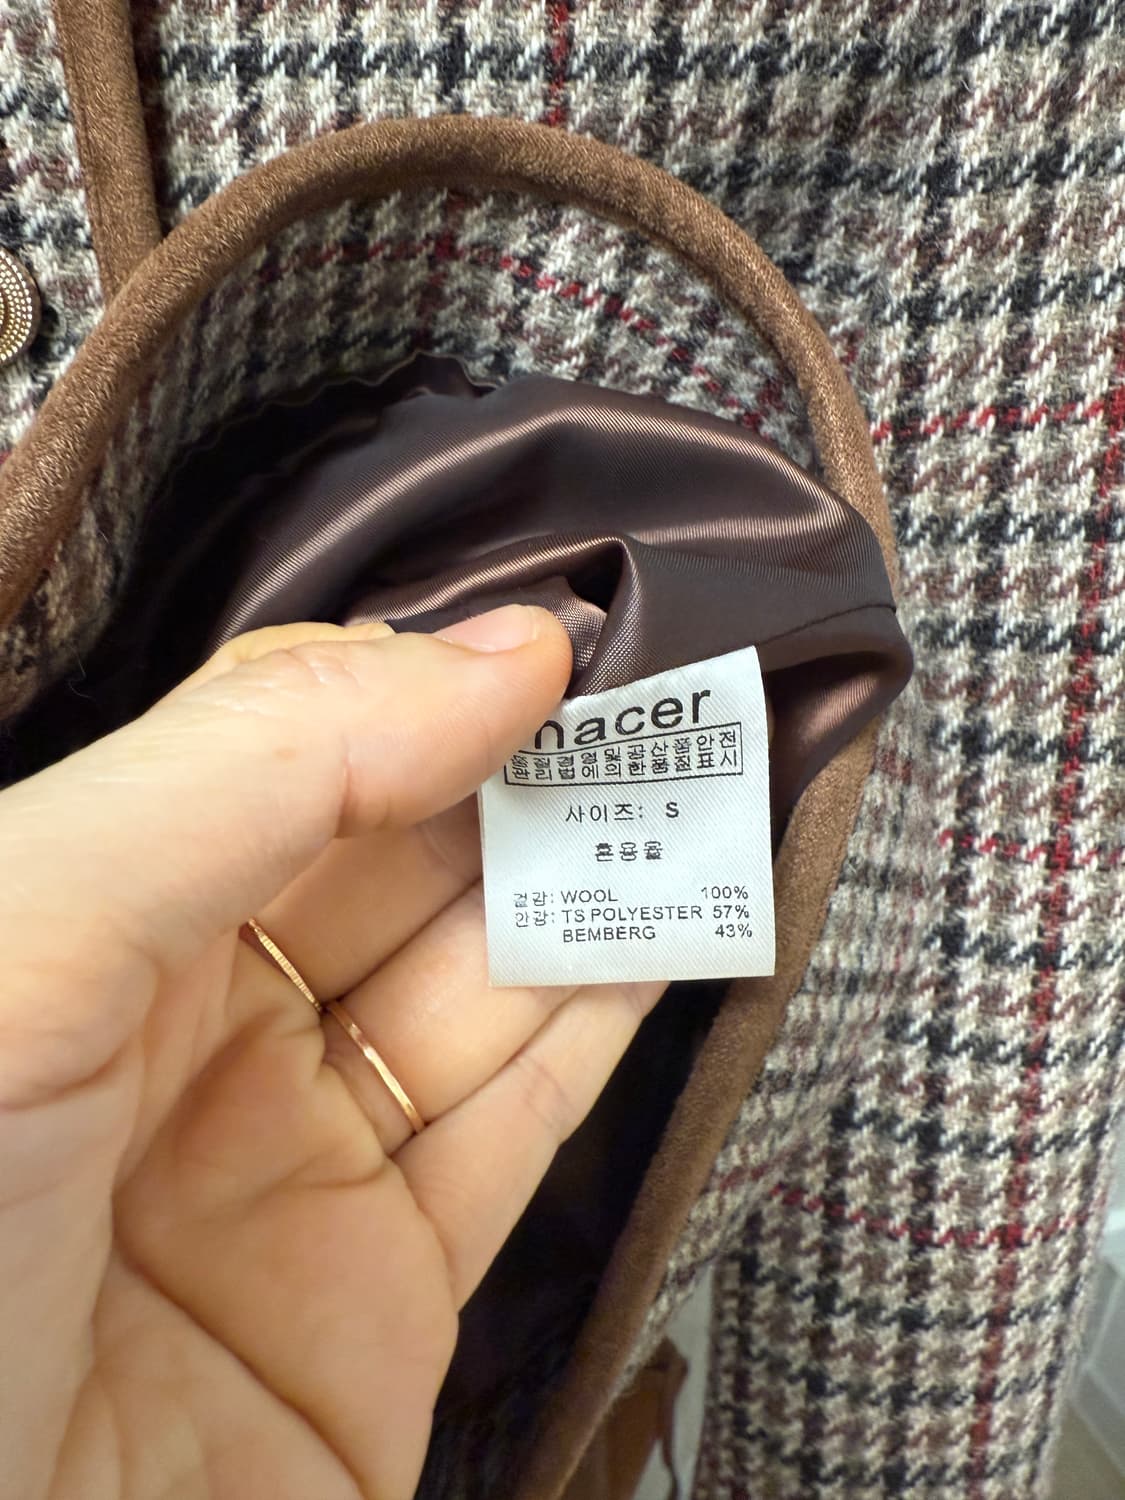 nacer
품질경영및공산품안전
관리법에의한품질표시
사이즈: S
혼용율
겉감: WOOL 100%
안감: TS POLYESTER 57%
BEMBERG 43%